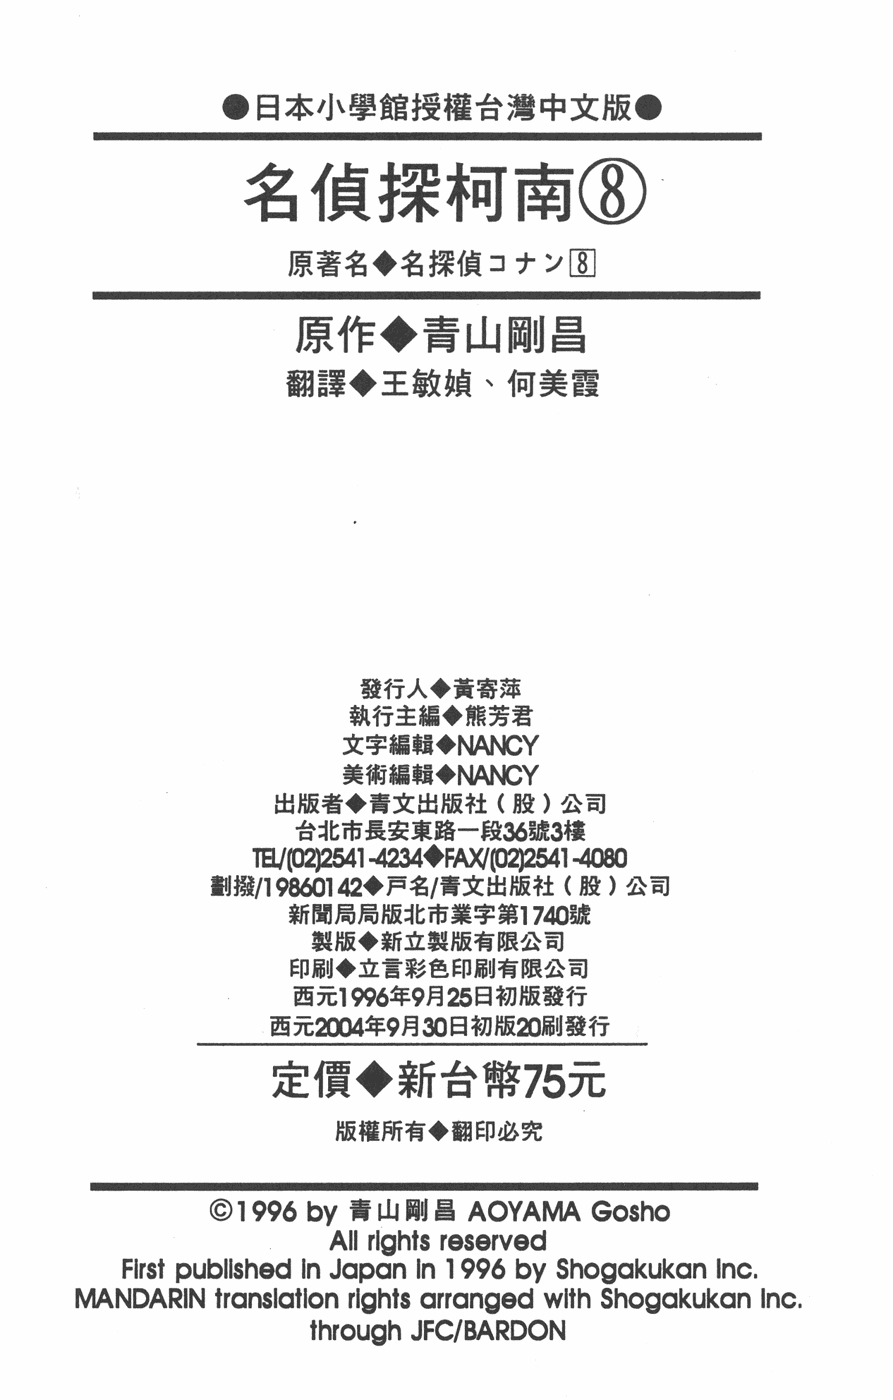 ●日本小學館授權台灣中文版●
名偵探柯南⑧
原著名◆名探偵コナン8
原作◆青山剛昌
翻譯◆王敏媜、何美霞
發行人◆黃寄萍
執行主編◆熊芳君
文字編輯◆NANCY
美術編輯◆NANCY
出版者◆青文出版社（股）公司
台北市長安東路一段36號3樓
TEL/(02)2541-4234◆FAX/(02)2541-4080
劃撥/19860142◆戶名/青文出版社（股）公司
新聞局局版北市業字第1740號
製版◆新立製版有限公司
印刷◆立言彩色印刷有限公司
西元1996年9月25日初版發行
西元2004年9月30日初版20刷發行
定價◆新台幣75元
版權所有◆翻印必究
©1996 by 青山剛昌 AOYAMA Gosho
All rights reserved
First published in Japan in 1996 by Shogakukan Inc.
MANDARIN translation rights arranged with Shogakukan Inc.
through JFC/BARDON